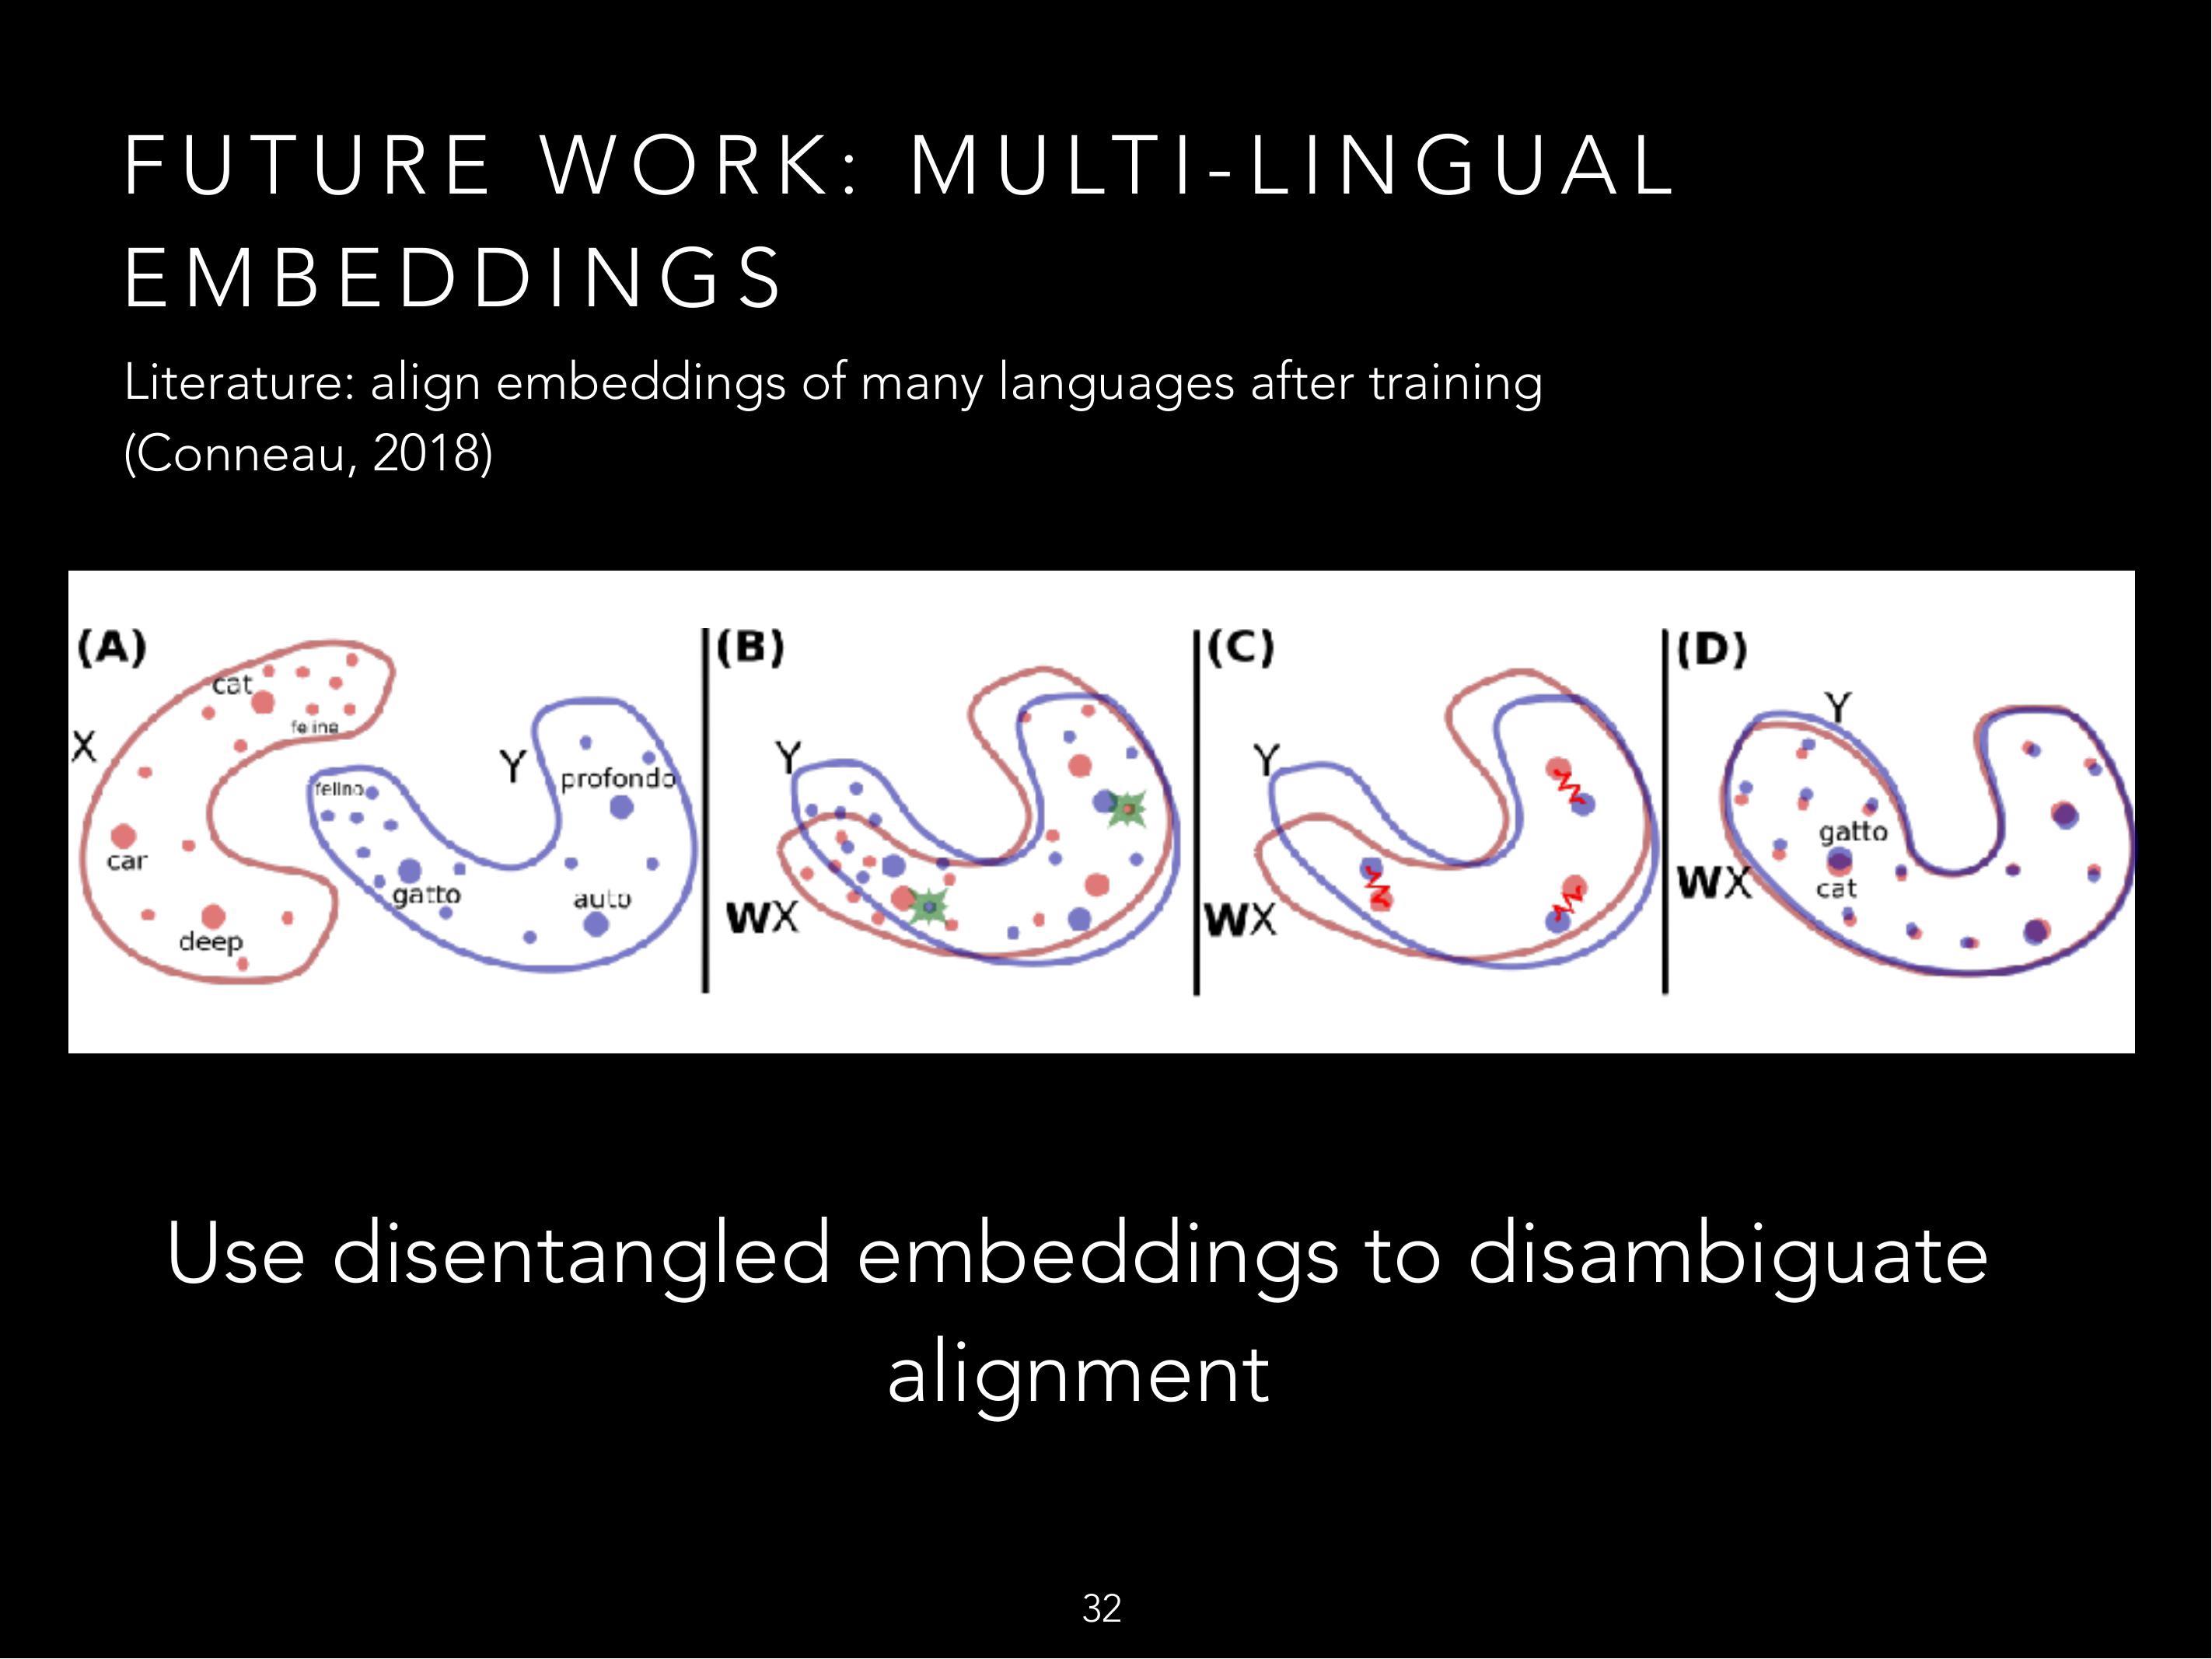 FUTURE WORK: MULTI-LINGUAL
EMBEDDINGS
Literature: align embeddings of many languages after training
(Conneau, 2018)
(A)
cat
feline
X
car
deep
Y
profondo
felino
gatto
auto
(B)
Y
WX
(C)
Y
WX
(D)
Y
gatto
WX
cat
Use disentangled embeddings to disambiguate
alignment
32